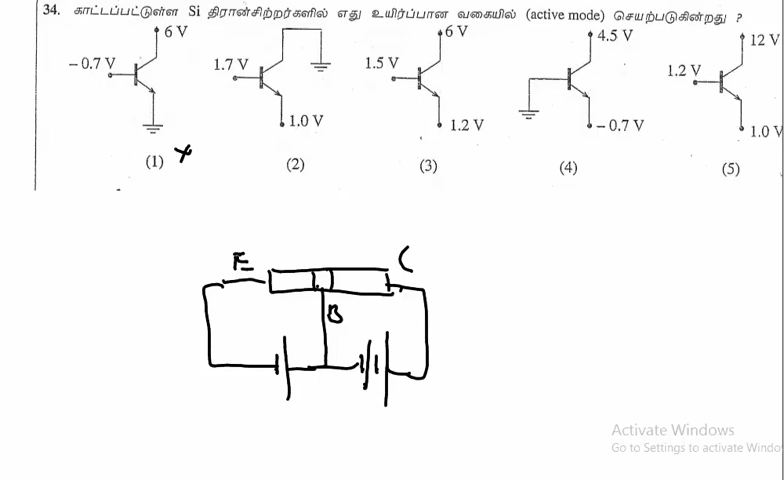 34. காட்டப்பட்டுள்ள Si திரான்சிற்றர்களில் எது உயிர்ப்பான வகையில் (active mode) செயற்படுகின்றது ?
6 V 6 V 4.5 V 12 V
– 0.7 V 1.7 V 1.5 V 1.2 V
1.0 V 1.2 V – 0.7 V 1.0 V
(1) × (2) (3) (4) (5)
E C
B
Activate Windows
Go to Settings to activate Windo